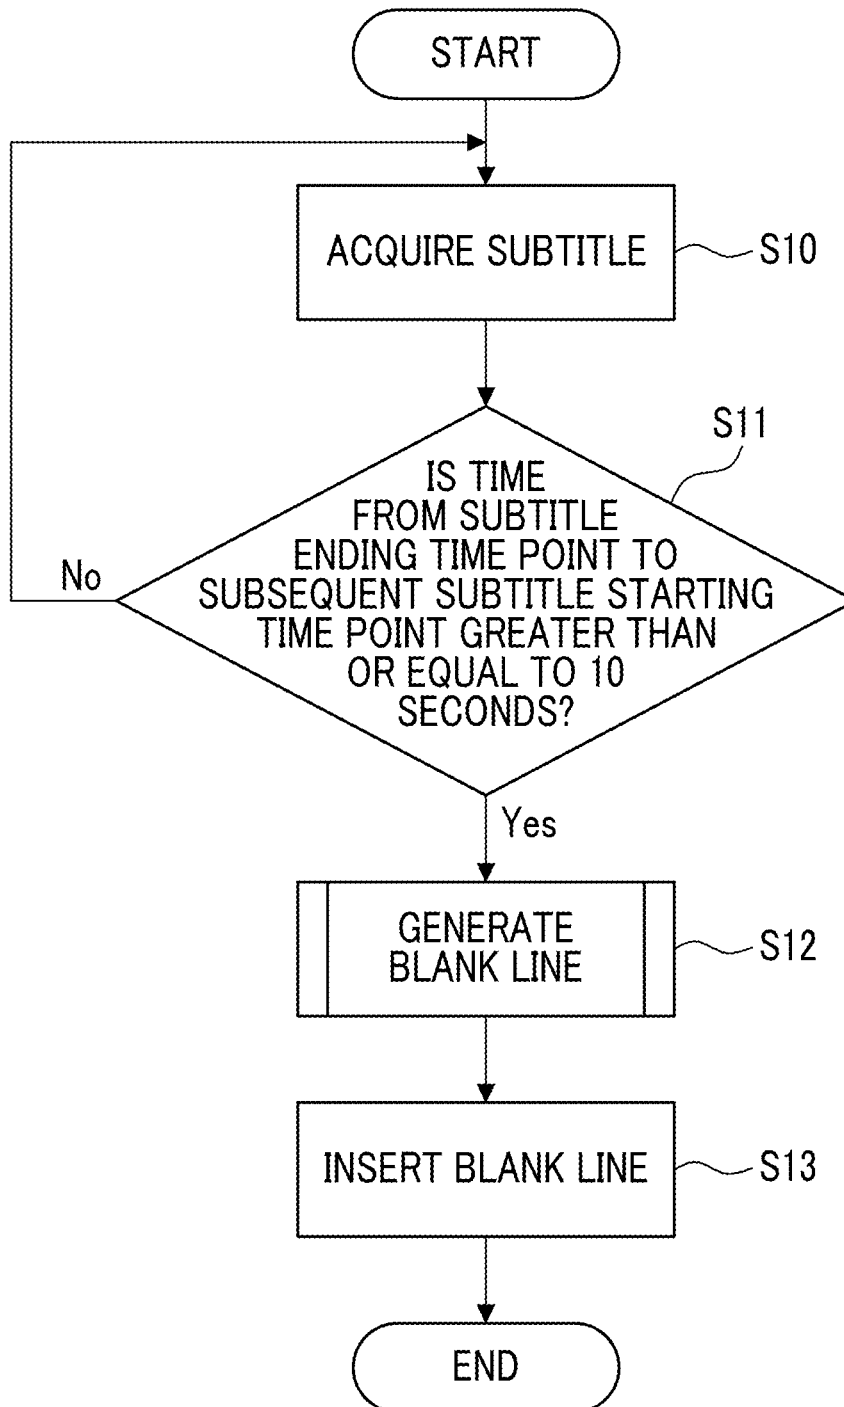 START
ACQUIRE SUBTITLE
S10
S11
IS TIME
FROM SUBTITLE
ENDING TIME POINT TO
SUBSEQUENT SUBTITLE STARTING
TIME POINT GREATER THAN
OR EQUAL TO 10
SECONDS?
No
Yes
GENERATE
BLANK LINE
S12
INSERT BLANK LINE
S13
END